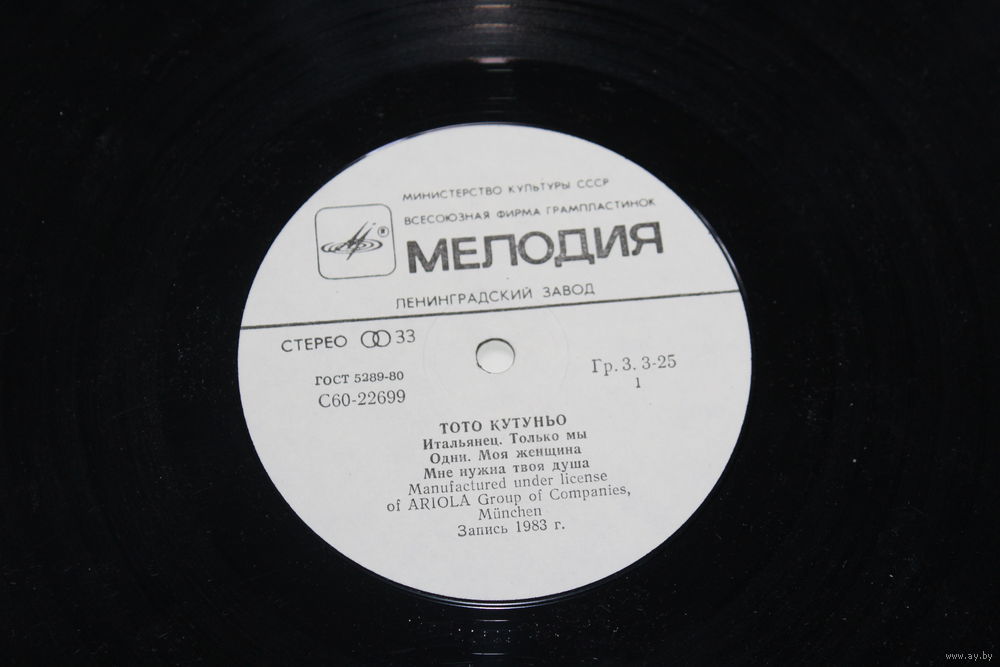 МИНИСТЕРСТВО КУЛЬТУРЫ СССР
ВСЕСОЮЗНАЯ ФИРМА ГРАМПЛАСТИНОК
МЕЛОДИЯ
ЛЕНИНГРАДСКИЙ ЗАВОД
СТЕРЕО 33
ГОСТ 5289-80
С60-22699
Гр. 3. 3-25
1
ТОТО КУТУНЬО
Итальянец. Только мы
Одни. Моя женщина
Мне нужна твоя душа
Manufactured under license
of ARIOLA Group of Companies,
München
Запись 1983 г.
www.ay.by